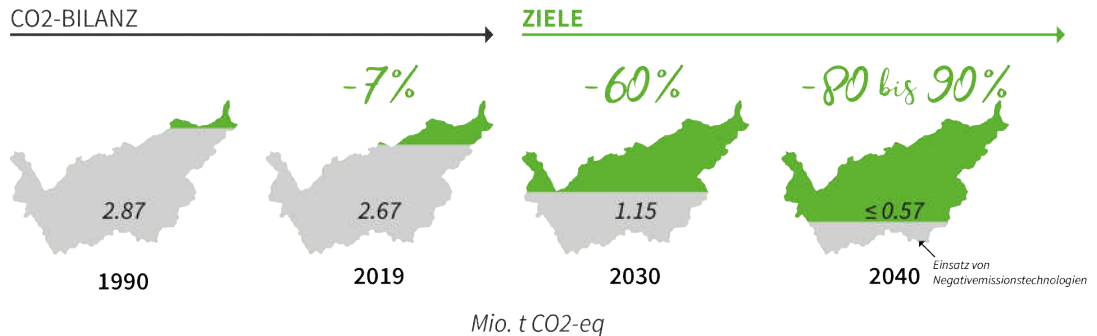 CO2-BILANZ
ZIELE
-7%
-60%
-80 bis 90%
2.87
2.67
1.15
≤ 0.57
1990
2019
2030
2040
Einsatz von
Negativemissionstechnologien
Mio. t CO2-eq